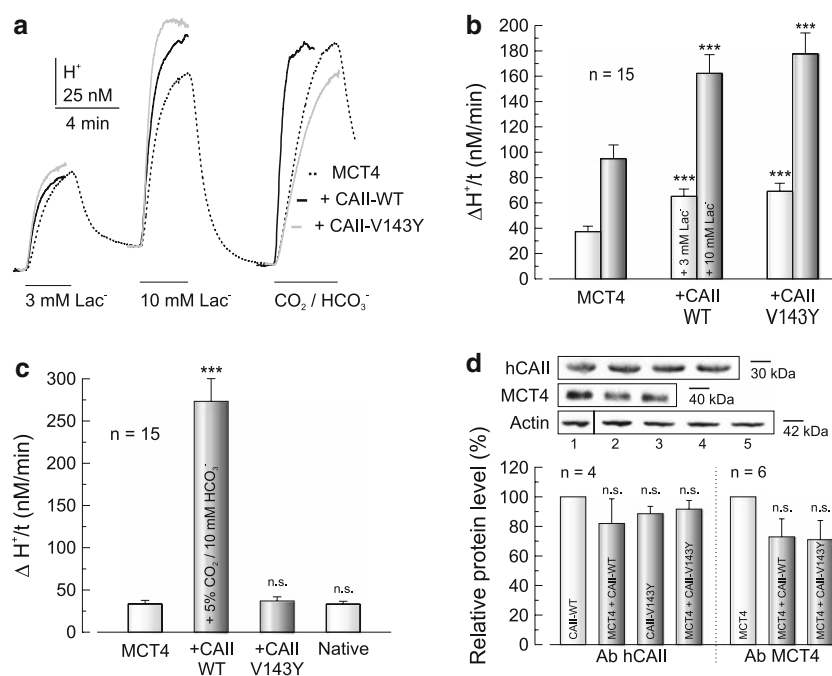 a
H⁺
25 nM
4 min
MCT4
+ CAII-WT
+ CAII-V143Y
3 mM Lac⁻
10 mM Lac⁻
CO₂ / HCO₃⁻
b
ΔH⁺/t (nM/min)
200
180
160
140
120
100
80
60
40
20
0
n = 15
***
***
***
***
+ 3 mM Lac⁻
+ 10 mM Lac⁻
MCT4
+CAII
WT
+CAII
V143Y
c
Δ H⁺/t (nM/min)
300
250
200
150
100
50
0
n = 15
***
+ 5% CO₂ / 10 mM HCO₃⁻
n.s.
n.s.
MCT4
+CAII
WT
+CAII
V143Y
Native
d
hCAII
30 kDa
MCT4
40 kDa
Actin
42 kDa
1 2 3 4 5
Relative protein level (%)
120
100
80
60
40
20
0
n = 4
n = 6
n.s.
n.s.
n.s.
n.s.
n.s.
CAII-WT
MCT4 + CAII-WT
CAII-V143Y
MCT4 + CAII-V143Y
MCT4
MCT4 + CAII-WT
MCT4 + CAII-V143Y
Ab hCAII
Ab MCT4